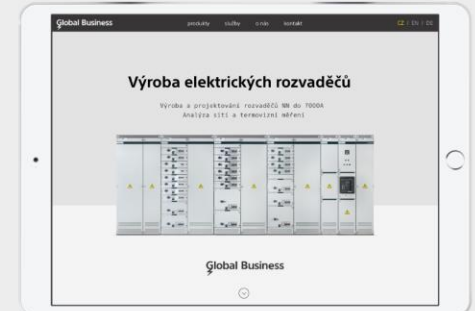 Global Business
produkty služby o nás kontakt
CZ / EN / DE
Výroba elektrických rozvaděčů
Výroba a projektování rozvaděčů NN do 7000A
Analýza sítí a termovizní měření
Global Business